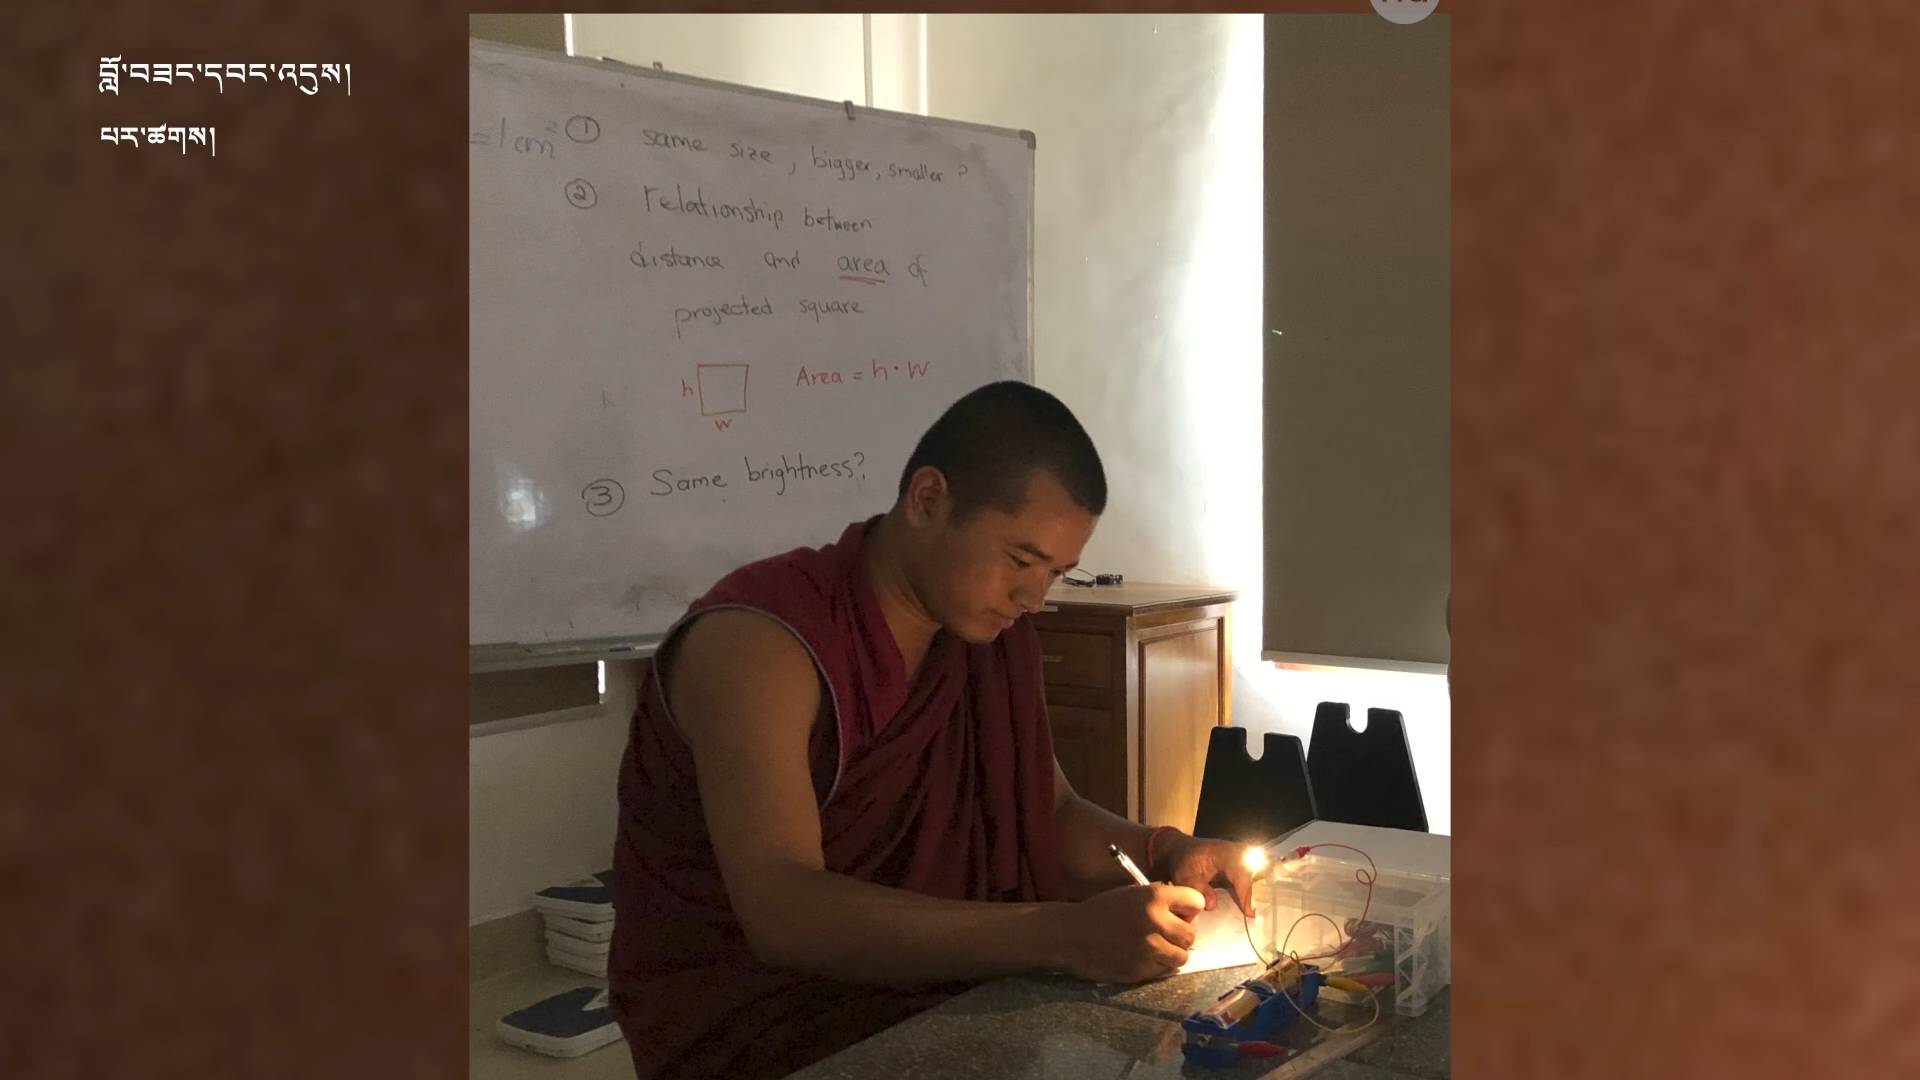 བློ་བཟང་དབང་འདུས།
པར་ཚགས།
=1cm²
① same size, bigger, smaller?
② relationship between
distance and area of
projected square
h
Area = h·w
w
③ Same brightness?